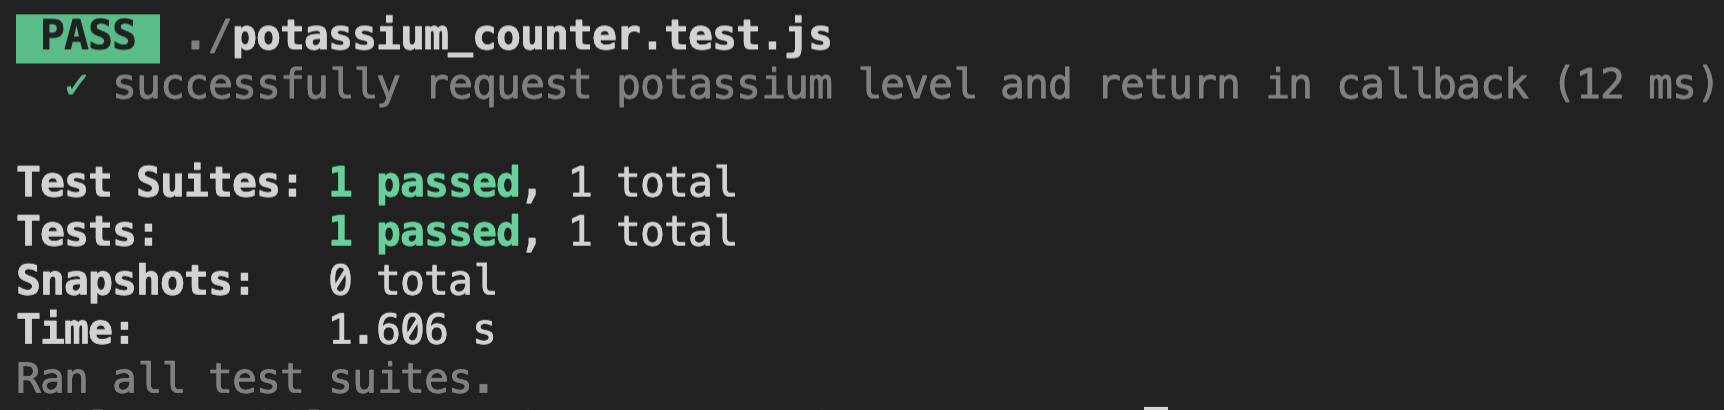 PASS ./potassium_counter.test.js
✓ successfully request potassium level and return in callback (12 ms)
Test Suites: 1 passed, 1 total
Tests: 1 passed, 1 total
Snapshots: 0 total
Time: 1.606 s
Ran all test suites.